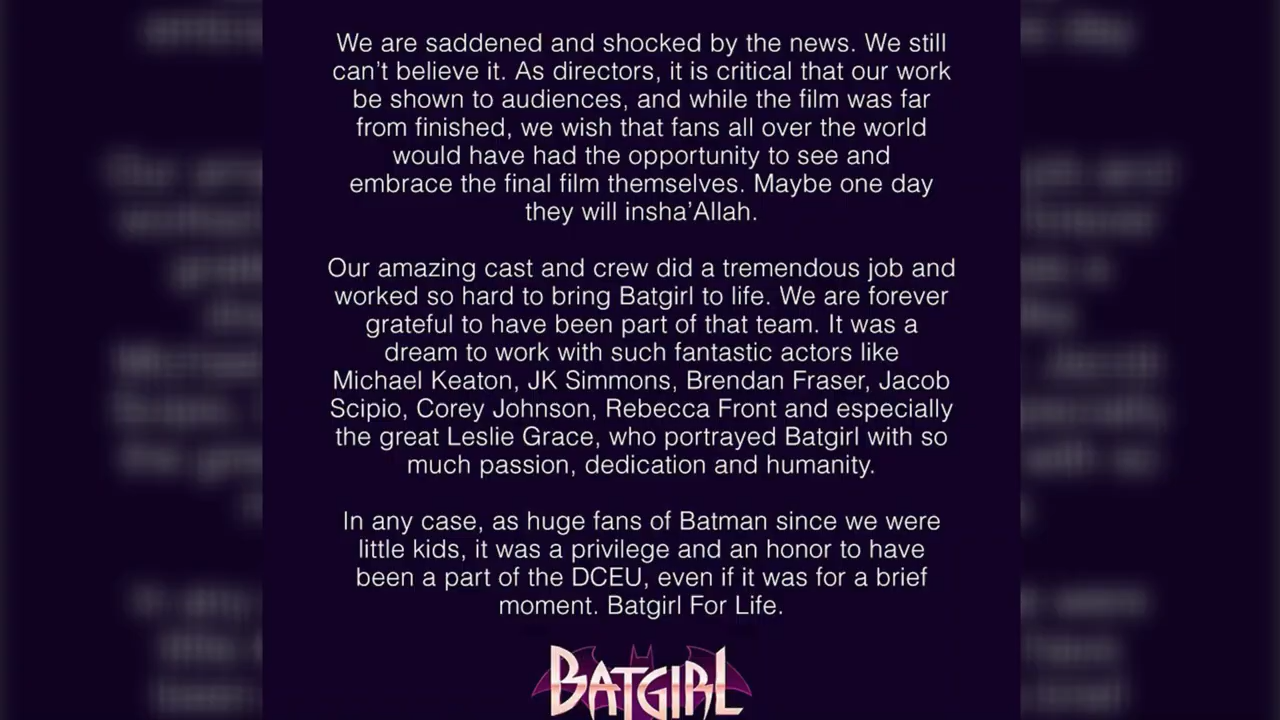 We are saddened and shocked by the news. We still
can't believe it. As directors, it is critical that our work
be shown to audiences, and while the film was far
from finished, we wish that fans all over the world
would have had the opportunity to see and
embrace the final film themselves. Maybe one day
they will insha'Allah.
Our amazing cast and crew did a tremendous job and
worked so hard to bring Batgirl to life. We are forever
grateful to have been part of that team. It was a
dream to work with such fantastic actors like
Michael Keaton, JK Simmons, Brendan Fraser, Jacob
Scipio, Corey Johnson, Rebecca Front and especially
the great Leslie Grace, who portrayed Batgirl with so
much passion, dedication and humanity.
In any case, as huge fans of Batman since we were
little kids, it was a privilege and an honor to have
been a part of the DCEU, even if it was for a brief
moment. Batgirl For Life.
BATGIRL